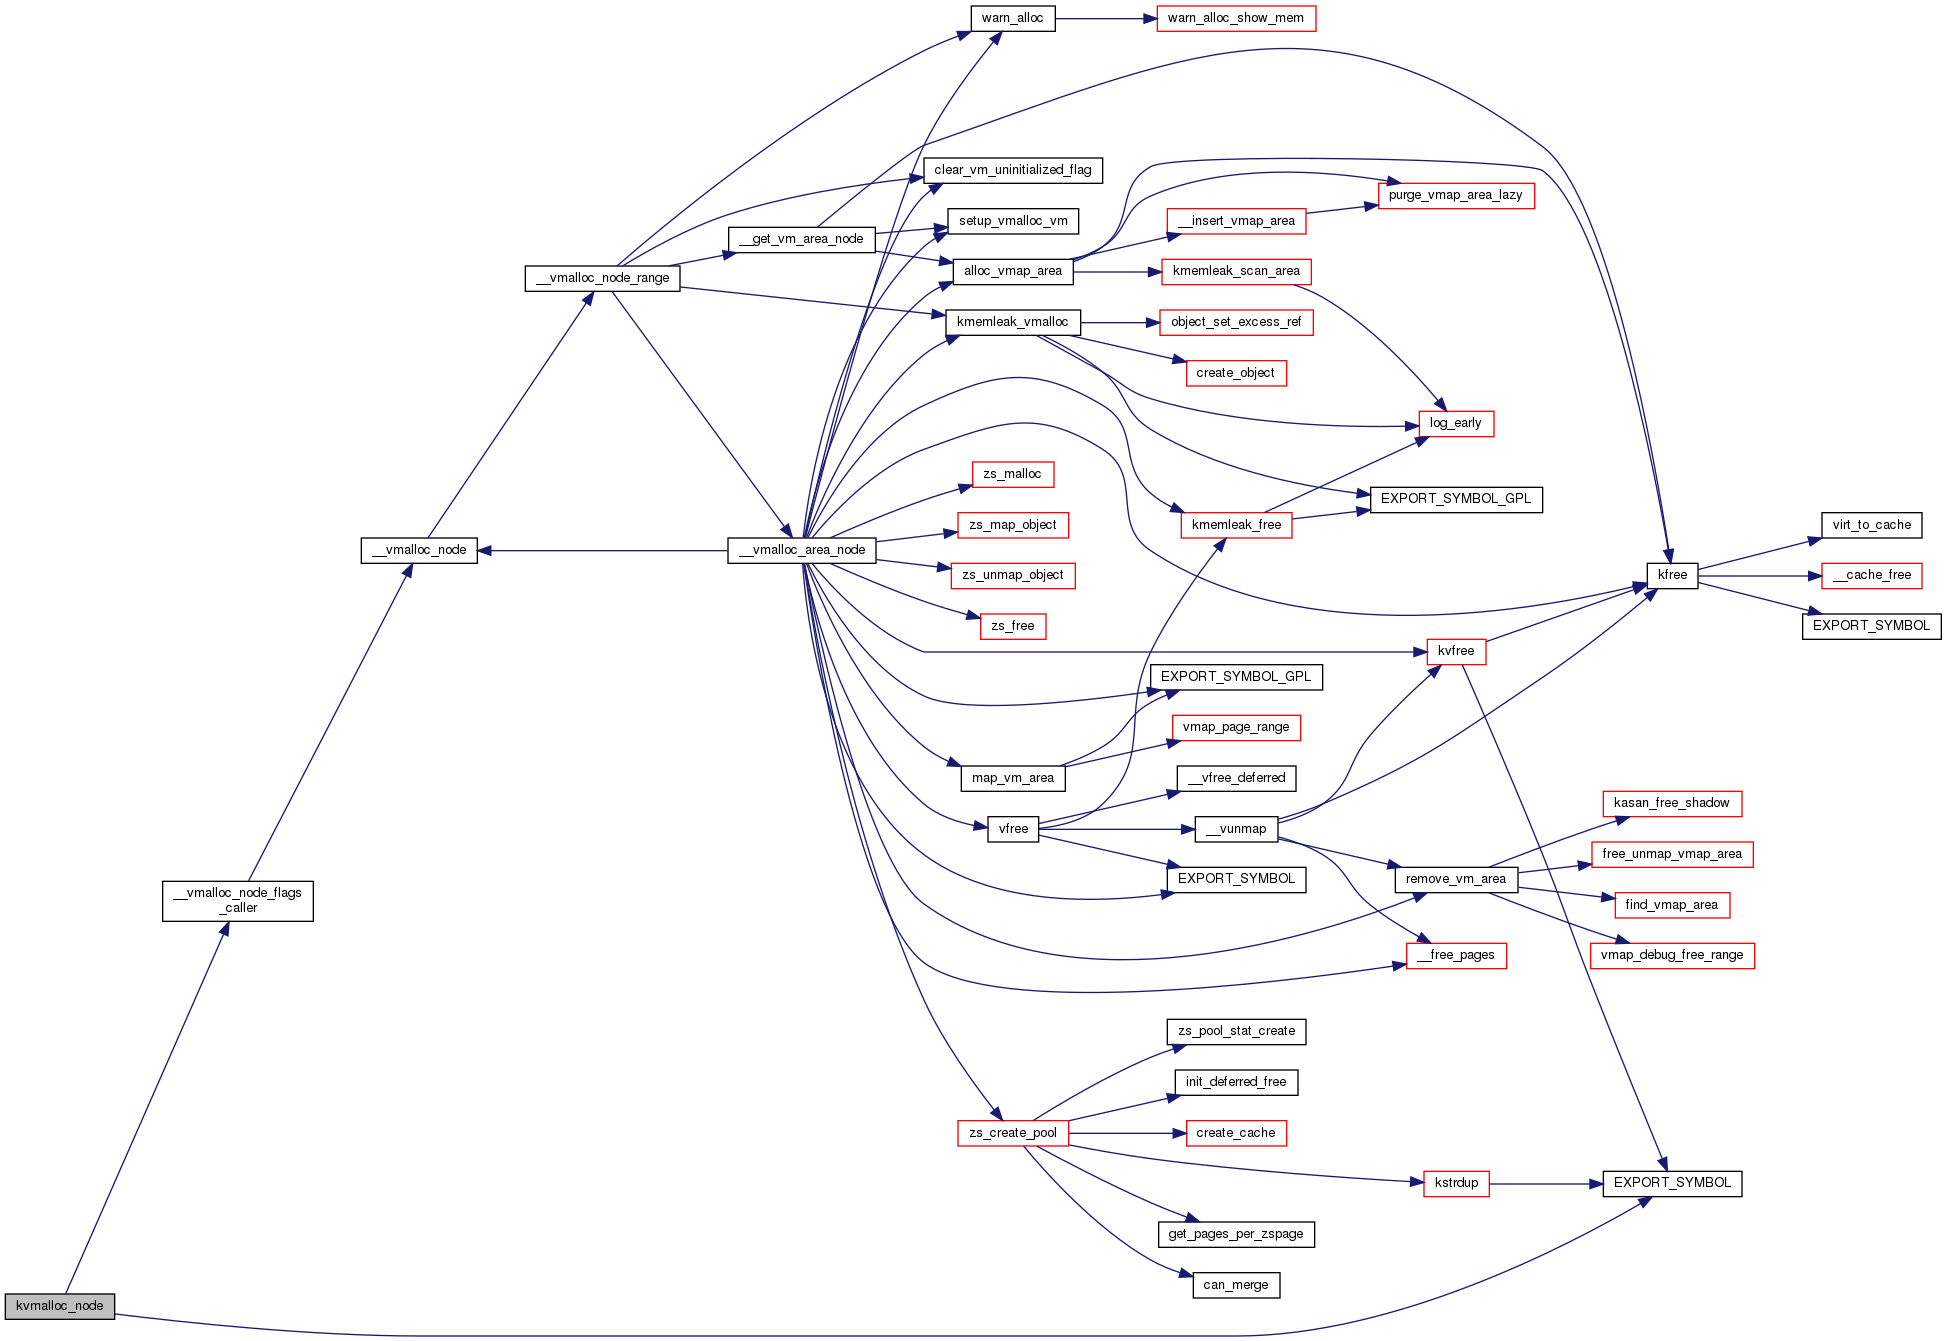 warn_alloc
warn_alloc_show_mem
clear_vm_uninitialized_flag
purge_vmap_area_lazy
setup_vmalloc_vm
__insert_vmap_area
__get_vm_area_node
alloc_vmap_area
kmemleak_scan_area
__vmalloc_node_range
kmemleak_vmalloc
object_set_excess_ref
create_object
log_early
zs_malloc
EXPORT_SYMBOL_GPL
zs_map_object
kmemleak_free
virt_to_cache
__vmalloc_node
__vmalloc_area_node
zs_unmap_object
kfree
__cache_free
zs_free
EXPORT_SYMBOL
kvfree
EXPORT_SYMBOL_GPL
vmap_page_range
map_vm_area
__vfree_deferred
kasan_free_shadow
vfree
__vunmap
free_unmap_vmap_area
EXPORT_SYMBOL
remove_vm_area
__vmalloc_node_flags
_caller
find_vmap_area
__free_pages
vmap_debug_free_range
zs_pool_stat_create
init_deferred_free
zs_create_pool
create_cache
kstrdup
EXPORT_SYMBOL
get_pages_per_zspage
can_merge
kvmalloc_node